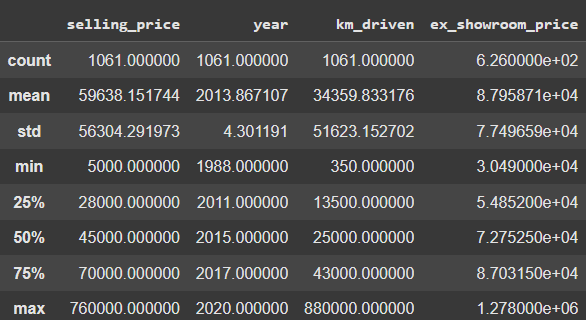 selling_price year km_driven ex_showroom_price
count 1061.000000 1061.000000 1061.000000 6.260000e+02
mean 59638.151744 2013.867107 34359.833176 8.795871e+04
std 56304.291973 4.301191 51623.152702 7.749659e+04
min 5000.000000 1988.000000 350.000000 3.049000e+04
25% 28000.000000 2011.000000 13500.000000 5.485200e+04
50% 45000.000000 2015.000000 25000.000000 7.275250e+04
75% 70000.000000 2017.000000 43000.000000 8.703150e+04
max 760000.000000 2020.000000 880000.000000 1.278000e+06